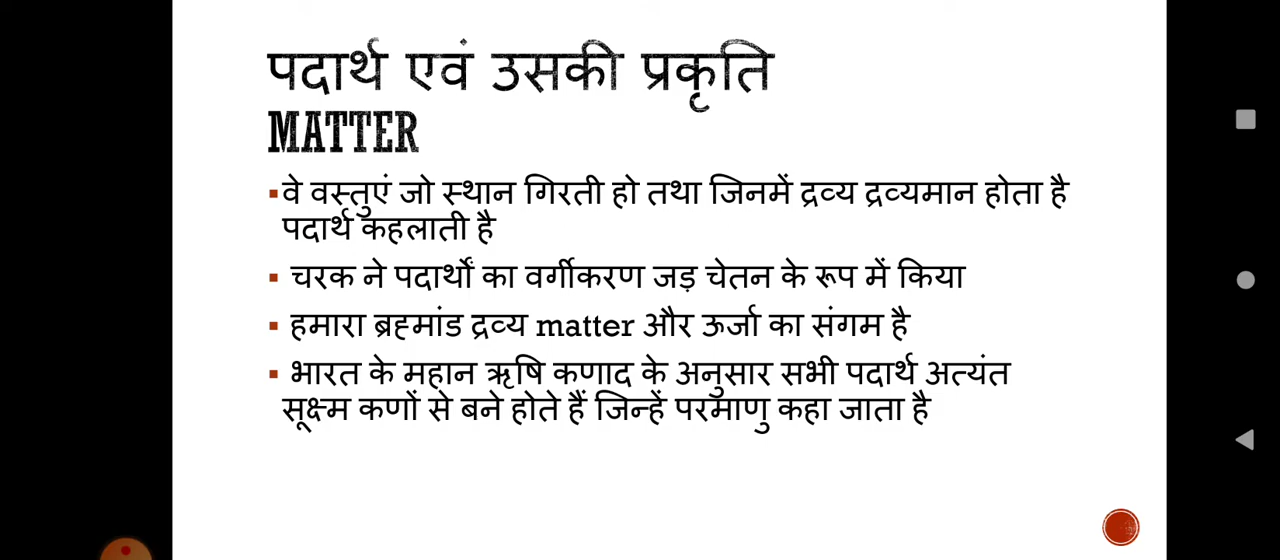 पदार्थ एवं उसकी प्रकृति
MATTER
▪वे वस्तुएं जो स्थान गिरती हो तथा जिनमें द्रव्य द्रव्यमान होता है
पदार्थ कहलाती है
▪ चरक ने पदार्थों का वर्गीकरण जड़ चेतन के रूप में किया
▪ हमारा ब्रह्मांड द्रव्य matter और ऊर्जा का संगम है
▪ भारत के महान ऋषि कणाद के अनुसार सभी पदार्थ अत्यंत
सूक्ष्म कणों से बने होते हैं जिन्हें परमाणु कहा जाता है